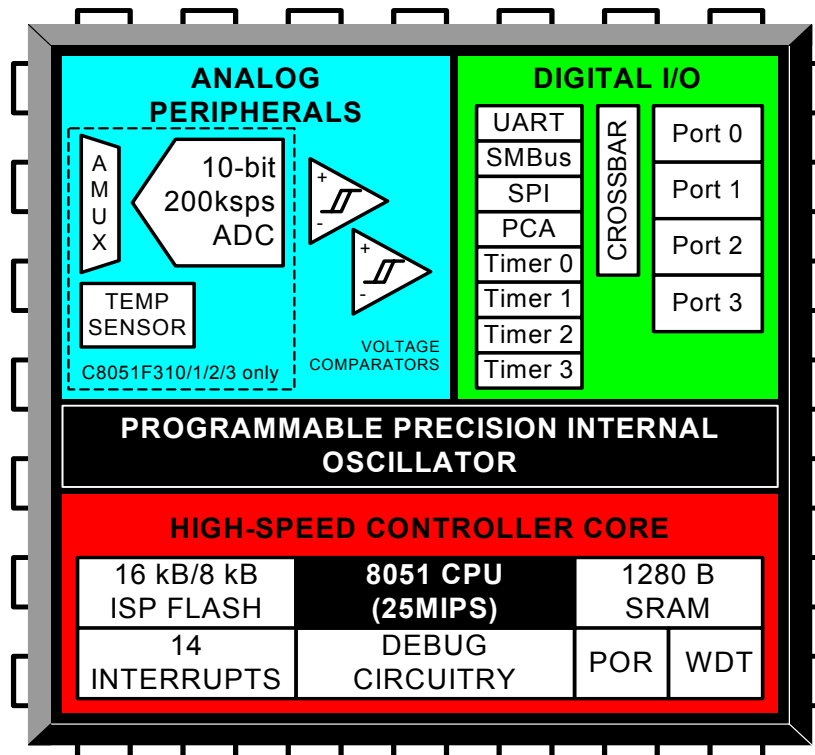 ANALOG
PERIPHERALS
A
M
U
X
10-bit
200ksps
ADC
+
-
+
-
TEMP
SENSOR
VOLTAGE
COMPARATORS
C8051F310/1/2/3 only
DIGITAL I/O
UART
SMBus
SPI
PCA
Timer 0
Timer 1
Timer 2
Timer 3
CROSSBAR
Port 0
Port 1
Port 2
Port 3
PROGRAMMABLE PRECISION INTERNAL
OSCILLATOR
HIGH-SPEED CONTROLLER CORE
16 kB/8 kB
ISP FLASH
8051 CPU
(25MIPS)
1280 B
SRAM
14
INTERRUPTS
DEBUG
CIRCUITRY
POR
WDT